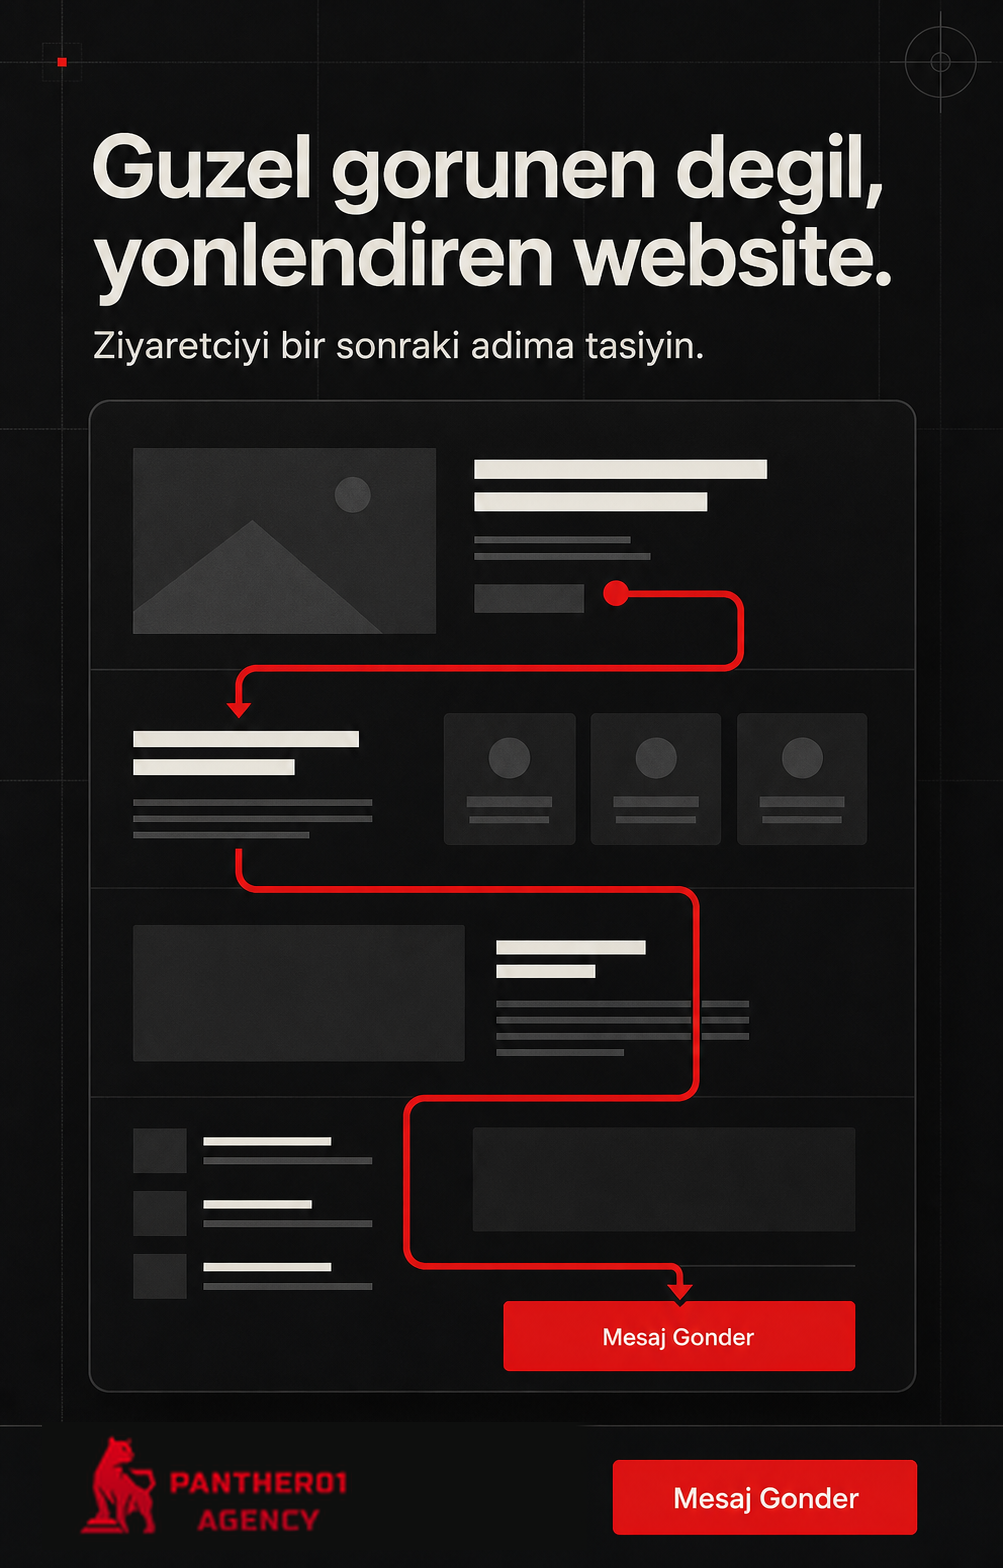 Guzel gorunen degil,
yonlendiren website.
Ziyaretciyi bir sonraki adima tasiyin.
Mesaj Gonder
PANTHER01
AGENCY
Mesaj Gonder